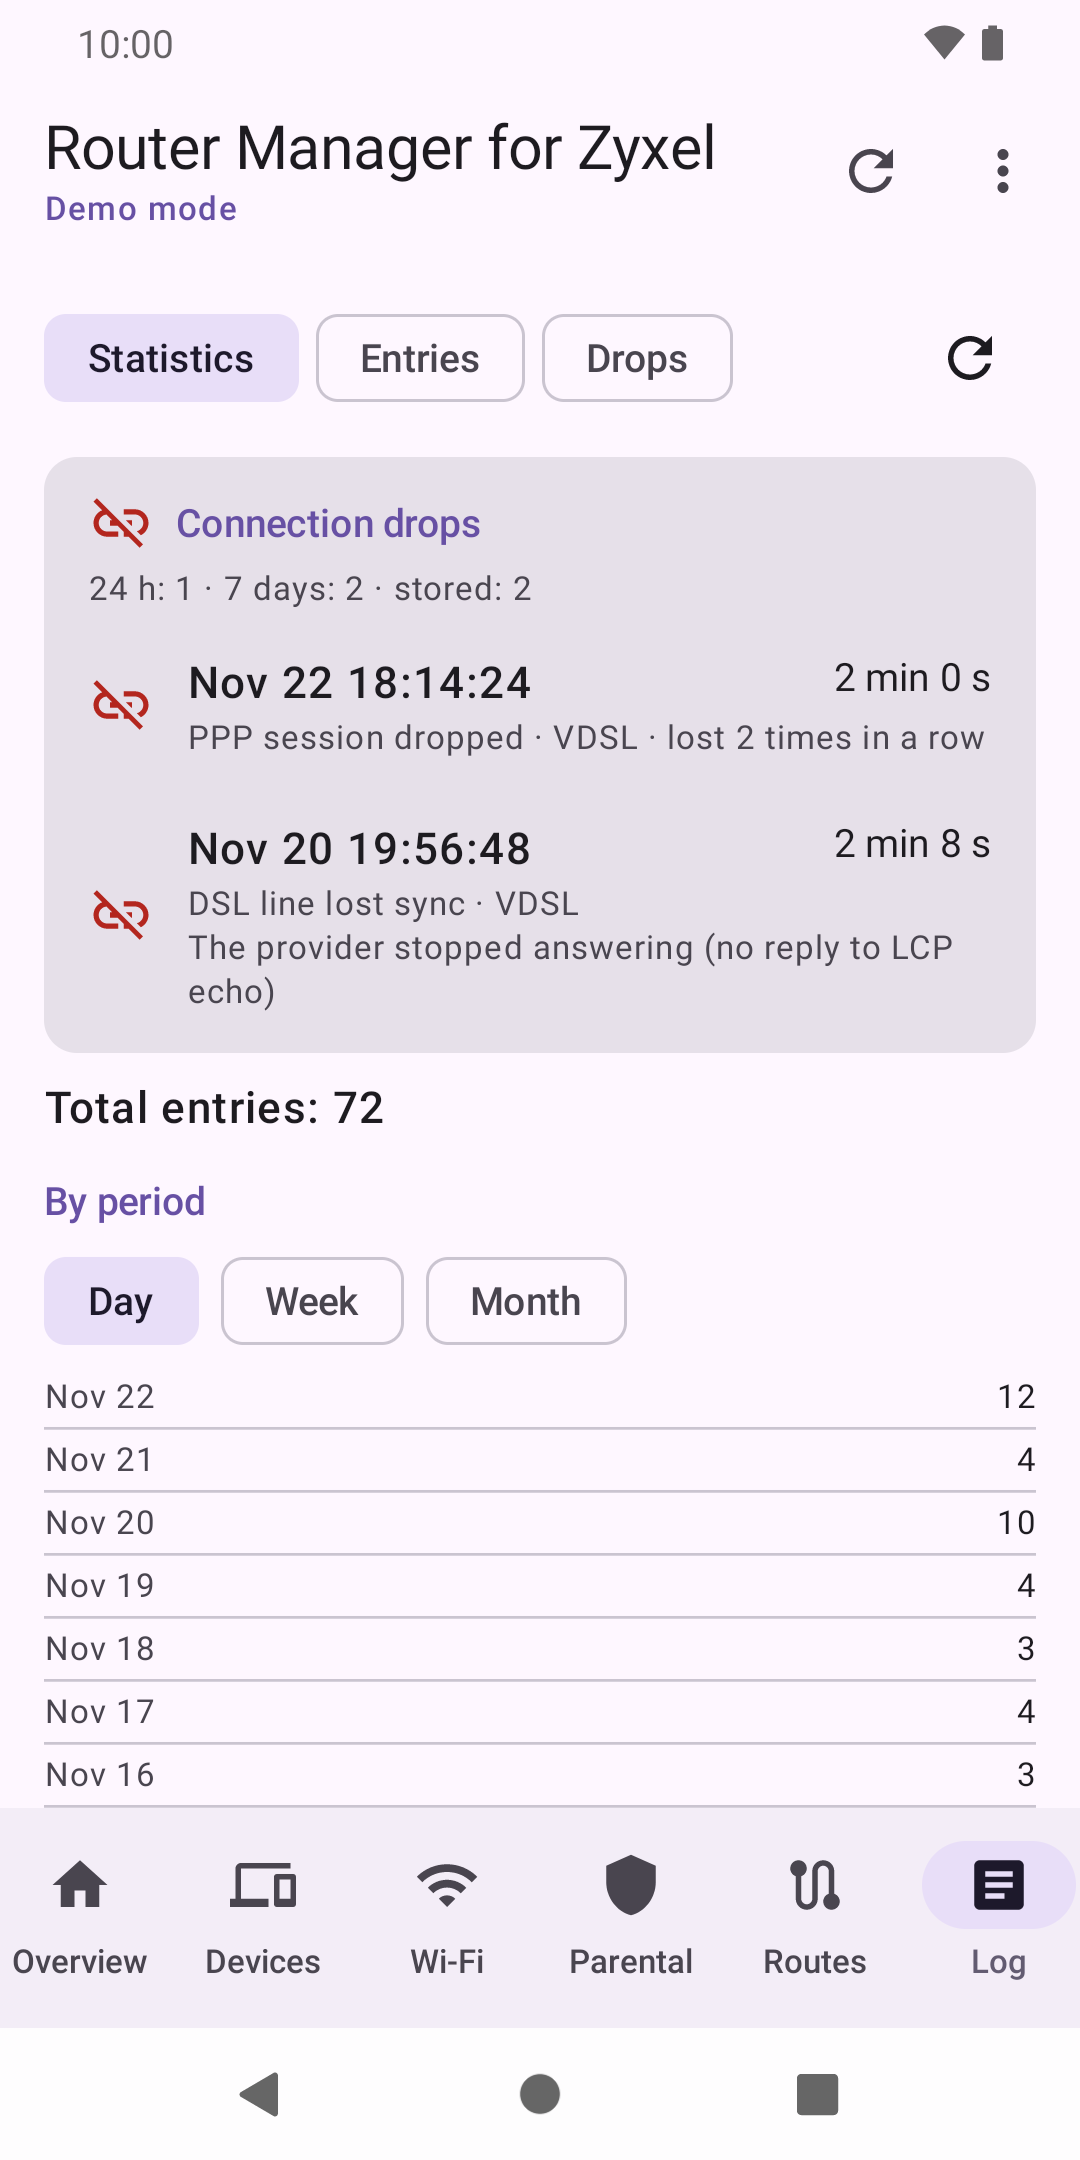 10:00
Router Manager for Zyxel
Demo mode
Statistics
Entries
Drops
Connection drops
24 h: 1 · 7 days: 2 · stored: 2
Nov 22 18:14:24
2 min 0 s
PPP session dropped · VDSL · lost 2 times in a row
Nov 20 19:56:48
2 min 8 s
DSL line lost sync · VDSL
The provider stopped answering (no reply to LCP
echo)
Total entries: 72
By period
Day
Week
Month
Nov 22 12
Nov 21 4
Nov 20 10
Nov 19 4
Nov 18 3
Nov 17 4
Nov 16 3
Overview
Devices
Wi-Fi
Parental
Routes
Log